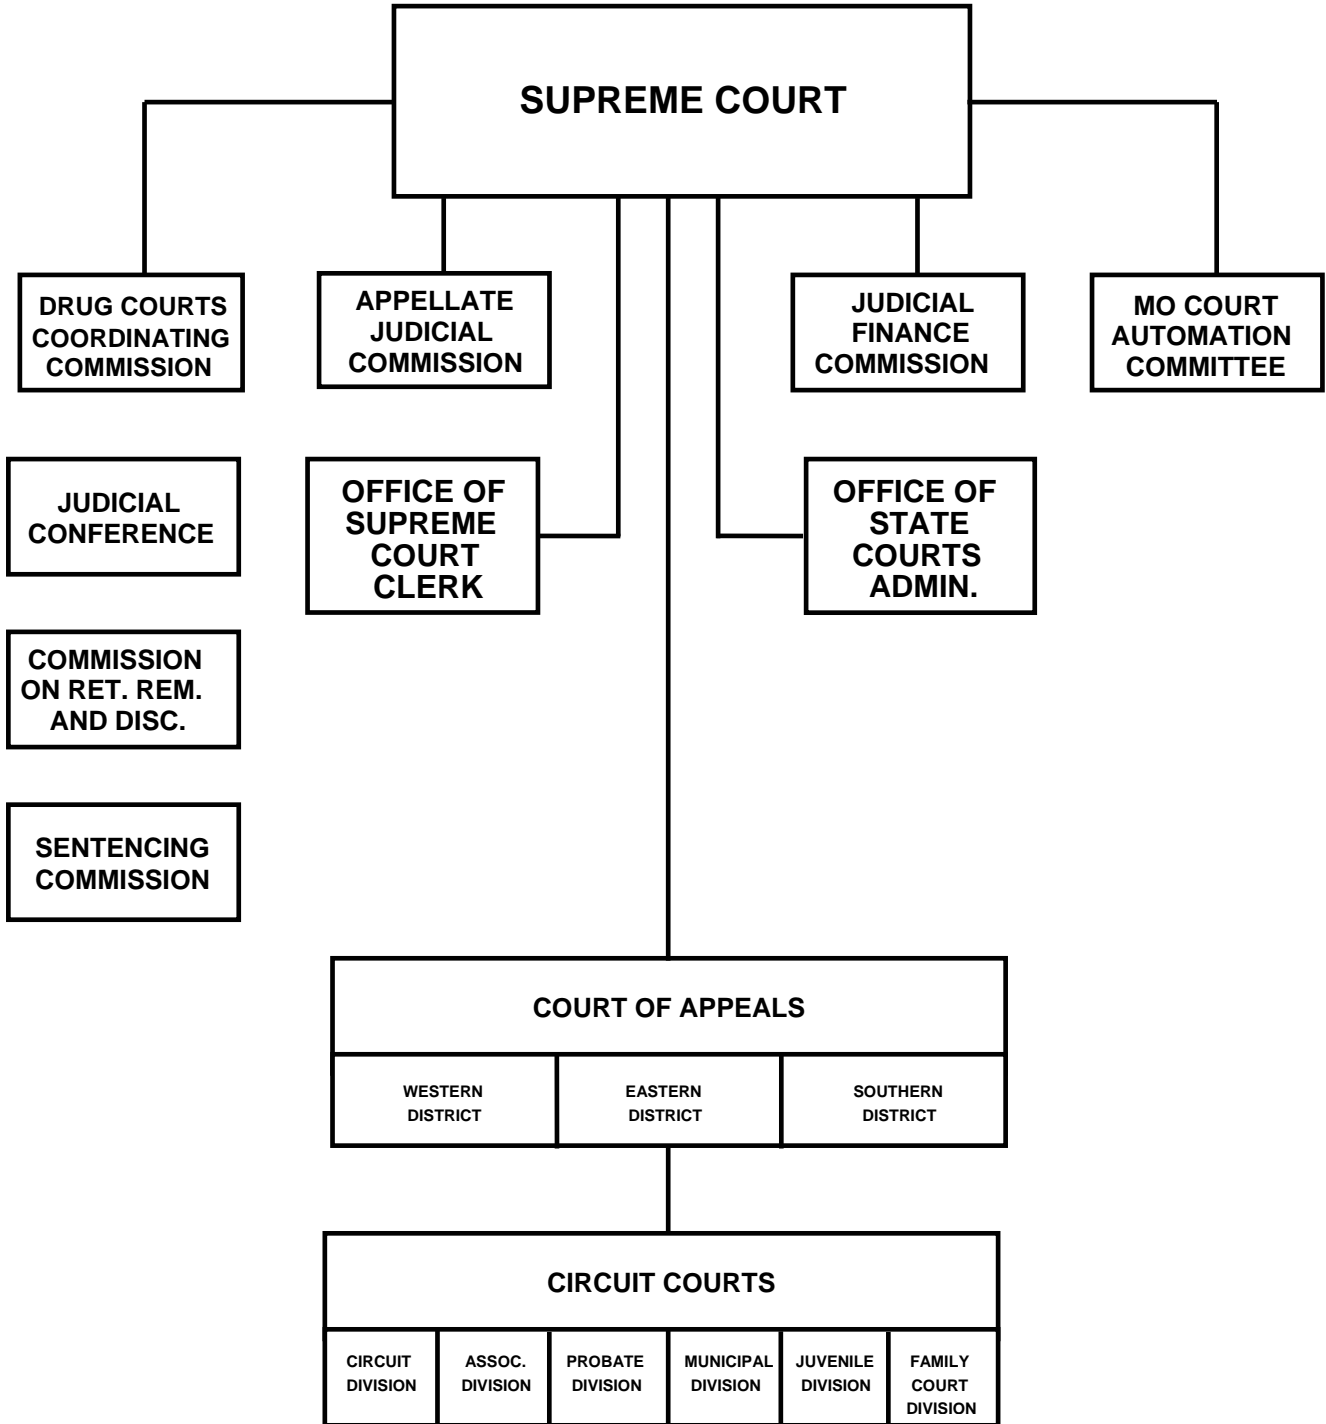 SUPREME COURT
DRUG COURTS
COORDINATING
COMMISSION
APPELLATE
JUDICIAL
COMMISSION
JUDICIAL
FINANCE
COMMISSION
MO COURT
AUTOMATION
COMMITTEE
JUDICIAL
CONFERENCE
OFFICE OF
SUPREME
COURT
CLERK
OFFICE OF
STATE
COURTS
ADMIN.
COMMISSION
ON RET. REM.
AND DISC.
SENTENCING
COMMISSION
COURT OF APPEALS
WESTERN
DISTRICT
EASTERN
DISTRICT
SOUTHERN
DISTRICT
CIRCUIT COURTS
CIRCUIT
DIVISION
ASSOC.
DIVISION
PROBATE
DIVISION
MUNICIPAL
DIVISION
JUVENILE
DIVISION
FAMILY
COURT
DIVISION